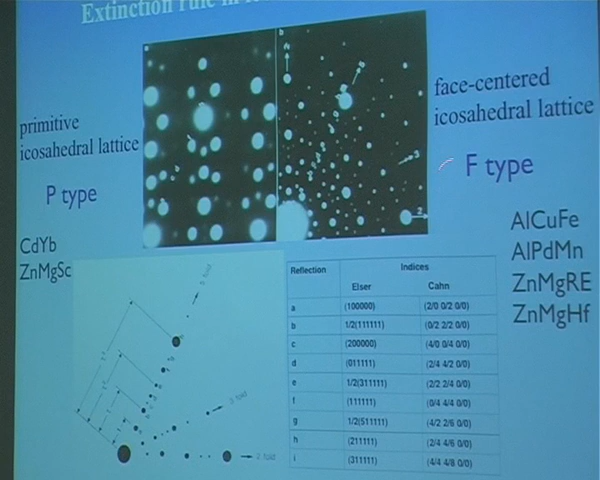 Extinction rule in
primitive
icosahedral lattice
P type
CdYb
ZnMgSc
face-centered
icosahedral lattice
F type
AlCuFe
AlPdMn
ZnMgRE
ZnMgHf
a
b
5 fold
3 fold
2 fold
Reflection Indices
Elser Cahn
a (100000) (2/0 0/2 0/0)
b 1/2(111111) (0/2 2/2 0/0)
c (200000) (4/0 0/4 0/0)
d (011111) (2/4 4/2 0/0)
e 1/2(311111) (2/2 2/4 0/0)
f (111111) (0/4 4/4 0/0)
g 1/2(511111) (4/2 2/6 0/0)
h (211111) (2/4 4/6 0/0)
i (311111) (4/4 4/8 0/0)